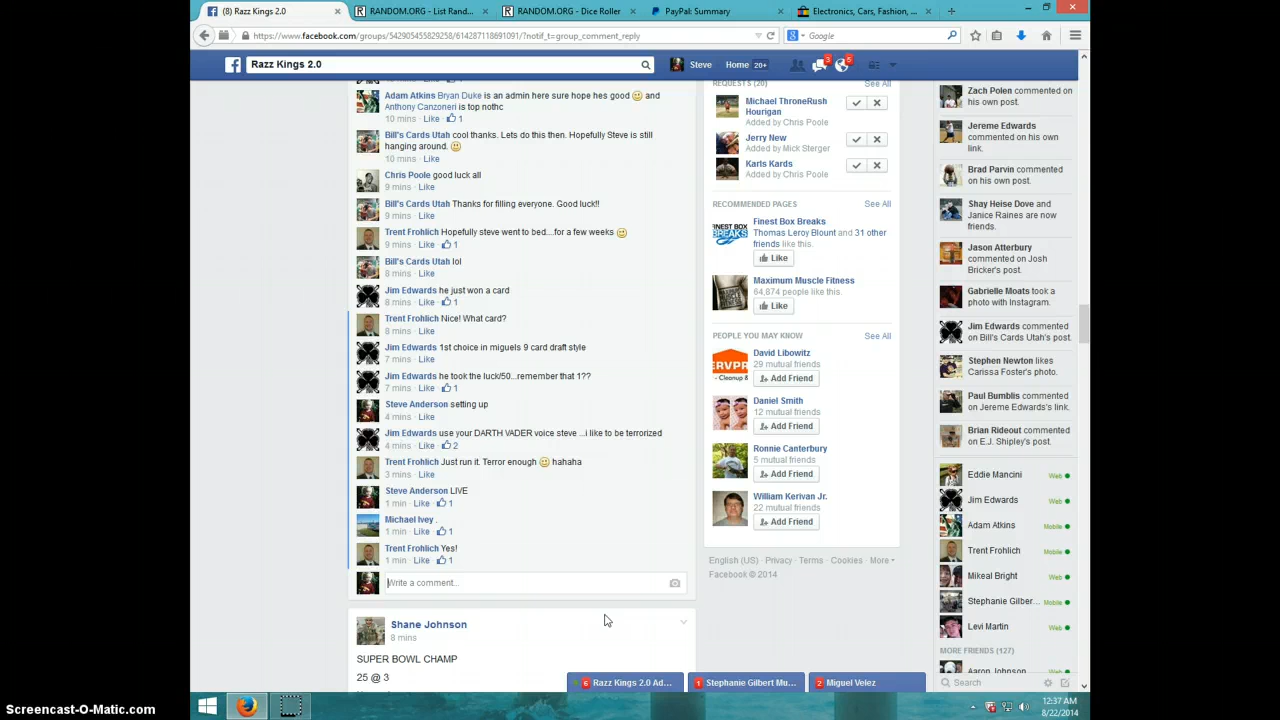 (8) Razz Kings 2.0
RANDOM.ORG - List Rand...
RANDOM.ORG - Dice Roller
PayPal: Summary
Electronics, Cars, Fashion, ...
https://www.facebook.com/groups/542905455829258/614287118691091/?notif_t=group_comment_reply
Google
Razz Kings 2.0
Steve
Home 20+
3
5
Adam Atkins Bryan Duke is an admin here sure hope hes good and
Anthony Canzoneri is top nothc
10 mins · Like · 1
Bill's Cards Utah cool thanks. Lets do this then. Hopefully Steve is still
hanging around.
10 mins · Like
Chris Poole good luck all
9 mins · Like
Bill's Cards Utah Thanks for filling everyone. Good luck!!
9 mins · Like
Trent Frohlich Hopefully steve went to bed....for a few weeks
9 mins · Like · 1
Bill's Cards Utah lol
8 mins · Like
Jim Edwards he just won a card
8 mins · Like · 1
Trent Frohlich Nice! What card?
8 mins · Like
Jim Edwards 1st choice in miguels 9 card draft style
7 mins · Like
Jim Edwards he took the luck/50...remember that 1??
7 mins · Like · 1
Steve Anderson setting up
4 mins · Like
Jim Edwards use your DARTH VADER voice steve ...i like to be terrorized
4 mins · Like · 2
Trent Frohlich Just run it. Terror enough hahaha
3 mins · Like
Steve Anderson LIVE
1 min · Like · 1
Michael Ivey .
1 min · Like · 1
Trent Frohlich Yes!
1 min · Like · 1
Write a comment...
Shane Johnson
8 mins
SUPER BOWL CHAMP
25 @ 3
REQUESTS (20)
See All
Michael ThroneRush
Hourigan
Added by Chris Poole
Jerry New
Added by Mick Sterger
Karls Kards
Added by Chris Poole
RECOMMENDED PAGES
See All
FINEST BOX
BREAKS
Finest Box Breaks
Thomas Leroy Blount and 31 other
friends like this.
Like
Maximum Muscle Fitness
64,874 people like this.
Like
PEOPLE YOU MAY KNOW
See All
ERVPR
- Cleanup &
David Libowitz
29 mutual friends
Add Friend
Daniel Smith
12 mutual friends
Add Friend
Ronnie Canterbury
5 mutual friends
Add Friend
William Kerivan Jr.
22 mutual friends
Add Friend
English (US) · Privacy · Terms · Cookies · More
Facebook © 2014
Zach Polen commented
on his own post.
Jereme Edwards
commented on his own
link.
Brad Parvin commented
on his own post.
Shay Heise Dove and
Janice Raines are now
friends.
Jason Atterbury
commented on Josh
Bricker's post.
Gabrielle Moats took a
photo with Instagram.
Jim Edwards commented
on Bill's Cards Utah's post.
Stephen Newton likes
Carissa Foster's photo.
Paul Bumblis commented
on Jereme Edwards's link.
Brian Rideout commented
on E.J. Shipley's post.
Eddie Mancini Web
Jim Edwards Web
Adam Atkins Mobile
Trent Frohlich Mobile
Mikeal Bright Web
Stephanie Gilber... Mobile
Levi Martin Web
MORE FRIENDS (127)
Aaron Johnson
Search
6 Razz Kings 2.0 Ad...
1 Stephanie Gilbert Mu...
2 Miguel Velez
12:37 AM
8/22/2014
Screencast-O-Matic.com